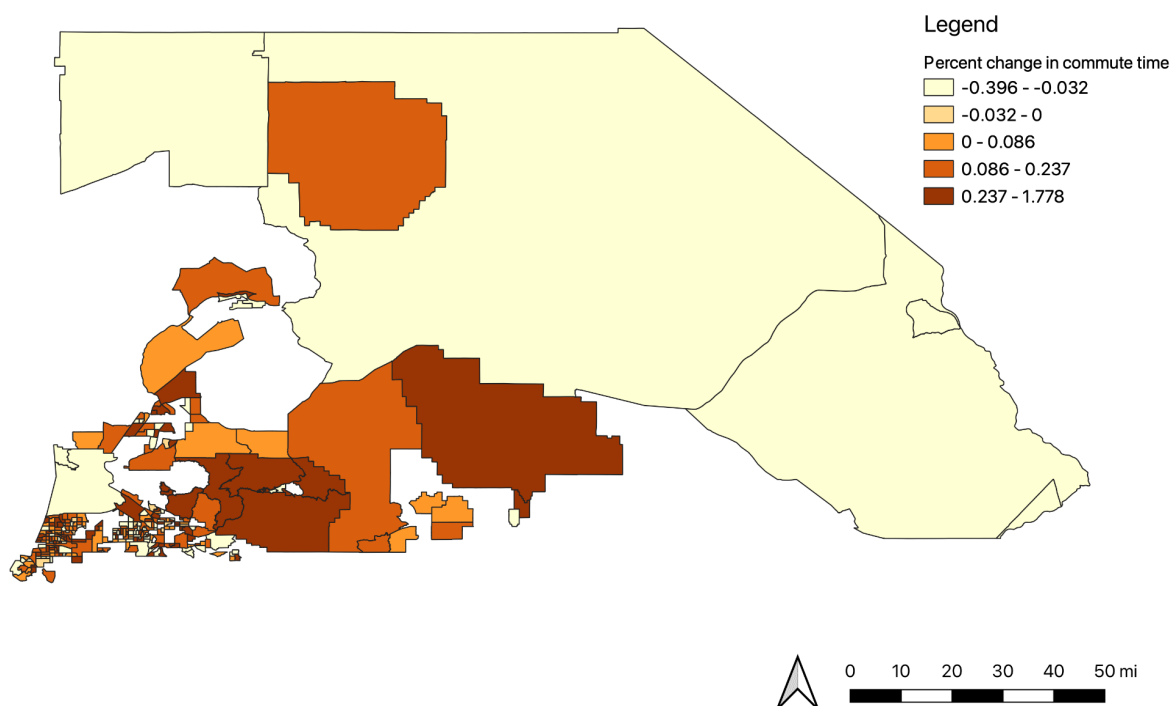 Legend
Percent change in commute time
-0.396 - -0.032
-0.032 - 0
0 - 0.086
0.086 - 0.237
0.237 - 1.778
0 10 20 30 40 50 mi